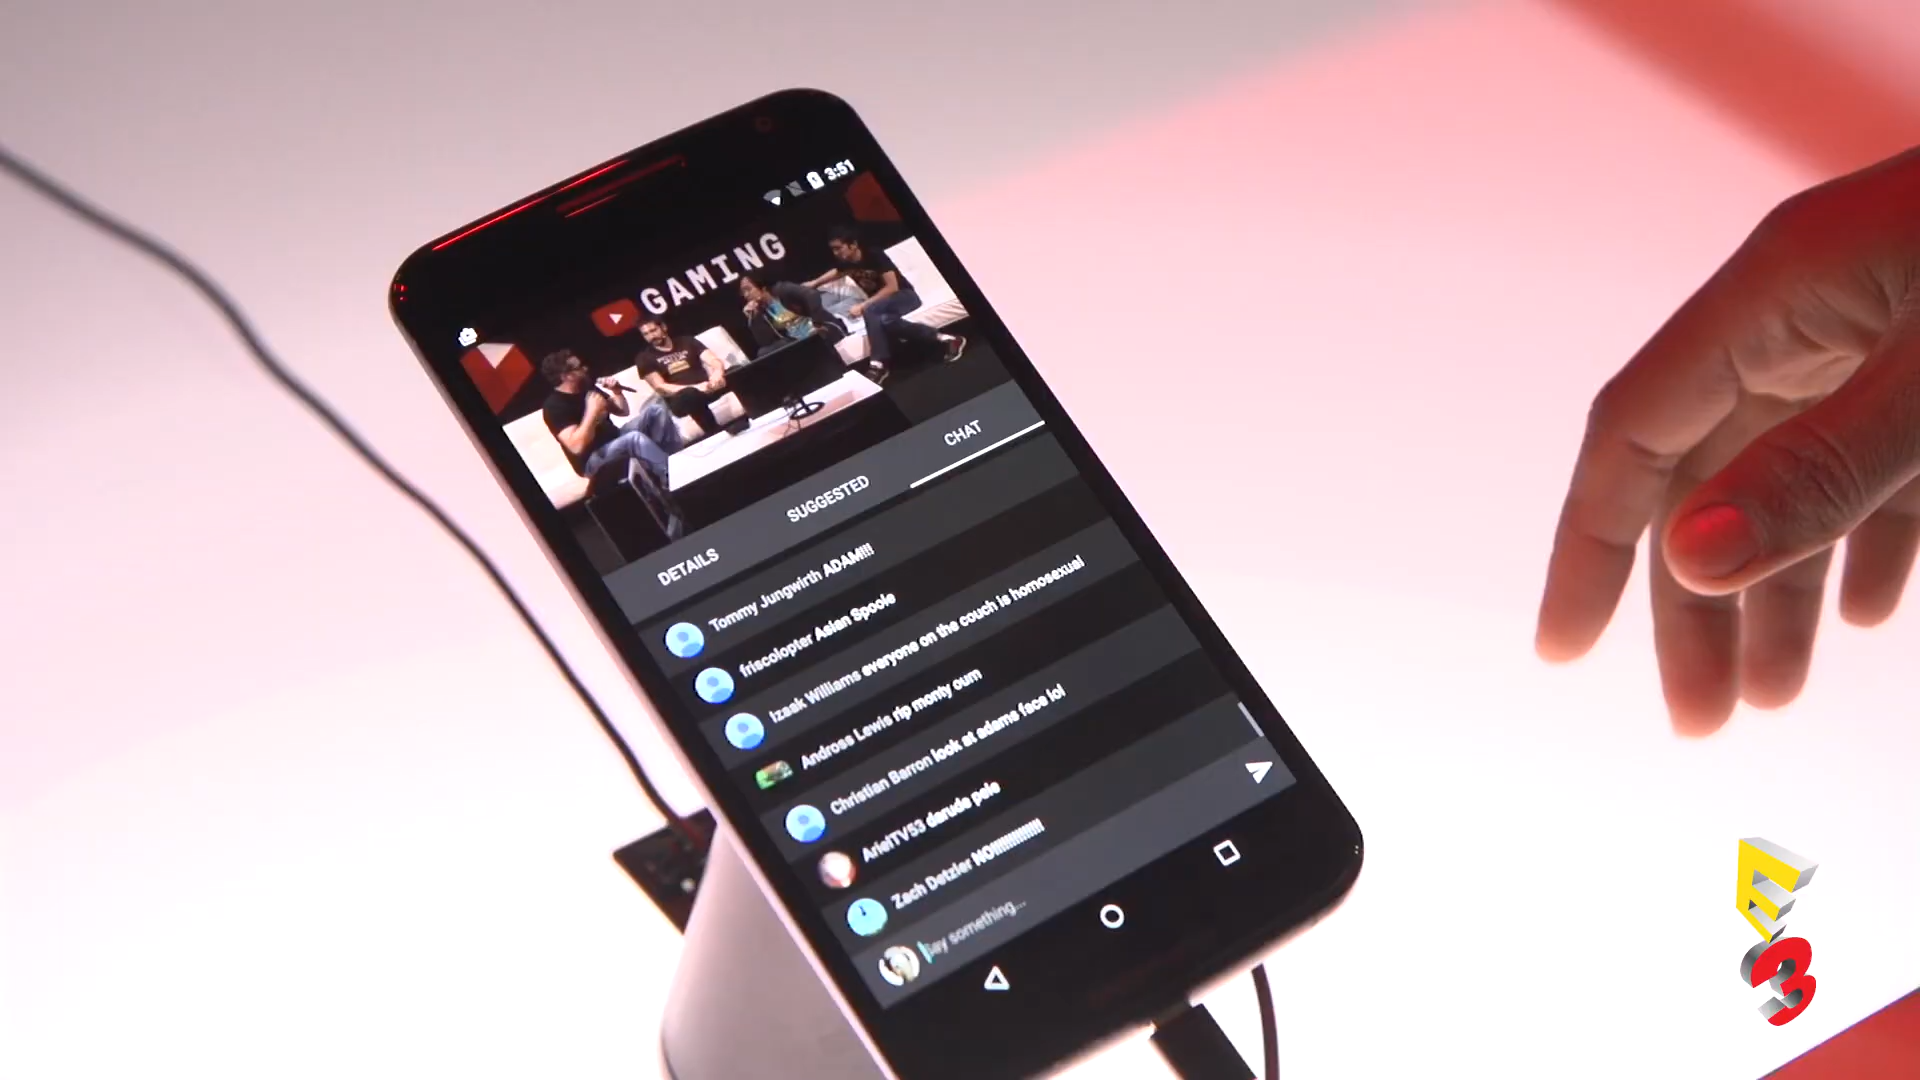 3:51
GAMING
DETAILS SUGGESTED CHAT
Tommy Jungwirth ADAM!!!!
friscolopter Asian Spoole
Izaak Williams everyone on the couch is homosexual
Andross Lewis rip monty oum
Christian Barron look at adams face lol
ArielTV53 darude pele
Zach Detzler NO!!!!!!!!!!!!!!
Say something...
E3